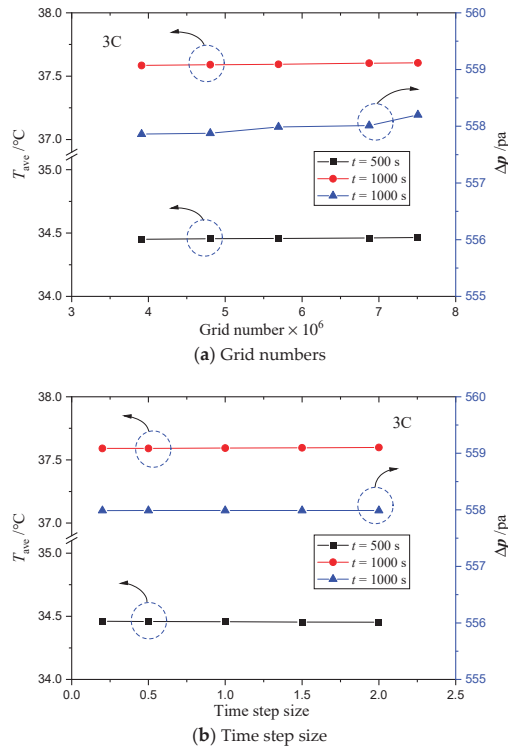 38.0
37.5
37.0
35.0
34.5
34.0
T_ave /°C
3C
560
559
558
557
556
555
Δp /pa
t = 500 s
t = 1000 s
t = 1000 s
3 4 5 6 7 8
Grid number × 10^6
(a) Grid numbers
38.0
37.5
37.0
35.0
34.5
34.0
T_ave /°C
3C
560
559
558
557
556
555
Δp /pa
t = 500 s
t = 1000 s
t = 1000 s
0.0 0.5 1.0 1.5 2.0 2.5
Time step size
(b) Time step size